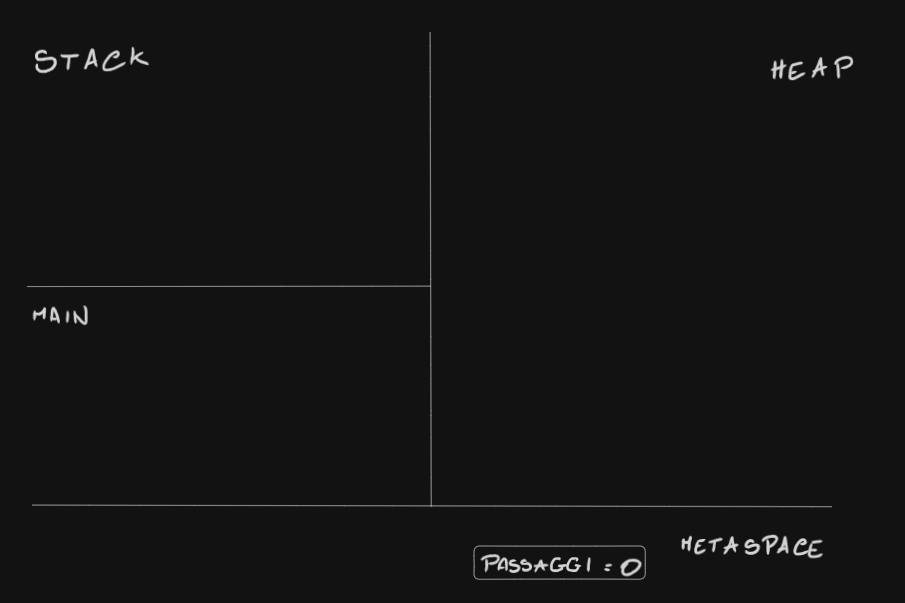 STACK
HEAP
MAIN
METASPACE
PASSAGGI = 0